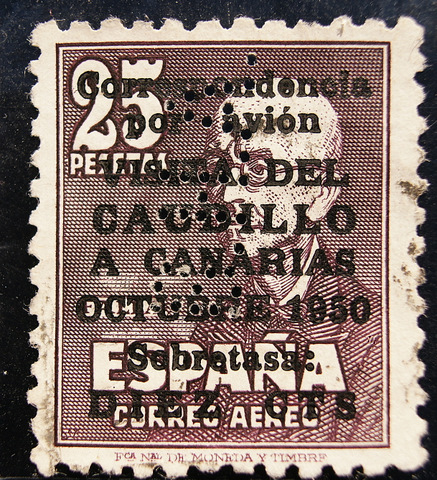 25
PESETAS
Correspondencia
por avión
VISITA DEL
CAUDILLO
A CANARIAS
OCTUBRE 1950
Sobretasa:
ESPAÑA
DIEZ CTS
CORREO AEREO
FCA NAL DE MONEDA Y TIMBRE